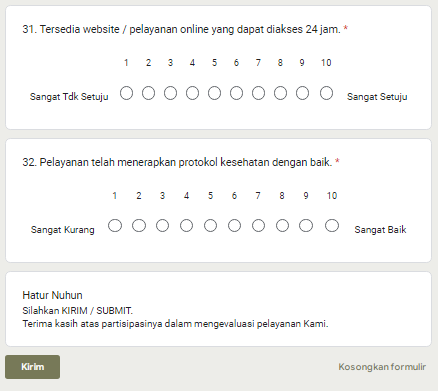 31. Tersedia website / pelayanan online yang dapat diakses 24 jam. *
1 2 3 4 5 6 7 8 9 10
Sangat Tdk Setuju Sangat Setuju
32. Pelayanan telah menerapkan protokol kesehatan dengan baik. *
1 2 3 4 5 6 7 8 9 10
Sangat Kurang Sangat Baik
Hatur Nuhun
Silahkan KIRIM / SUBMIT.
Terima kasih atas partisipasinya dalam mengevaluasi pelayanan Kami.
Kirim Kosongkan formulir